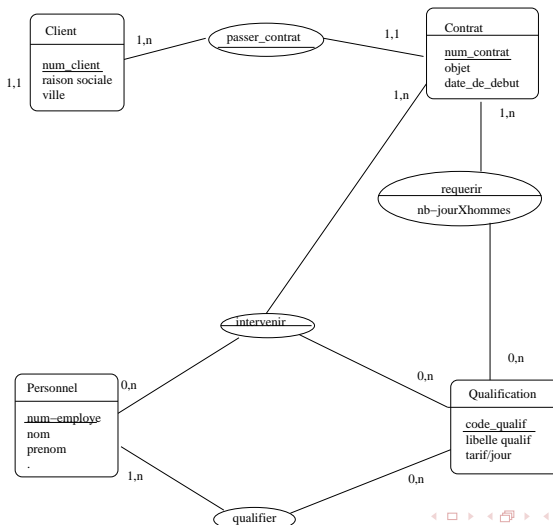 Client
num_client
raison sociale
ville
1,1
1,n
passer_contrat
1,1
Contrat
num_contrat
objet
date_de_debut
1,n
1,n
requerir
nb−jourXhommes
intervenir
0,n
0,n
0,n
Personnel
num−employe
nom
prenom
.
Qualification
code_qualif
libelle qualif
tarif/jour
1,n
0,n
qualifier